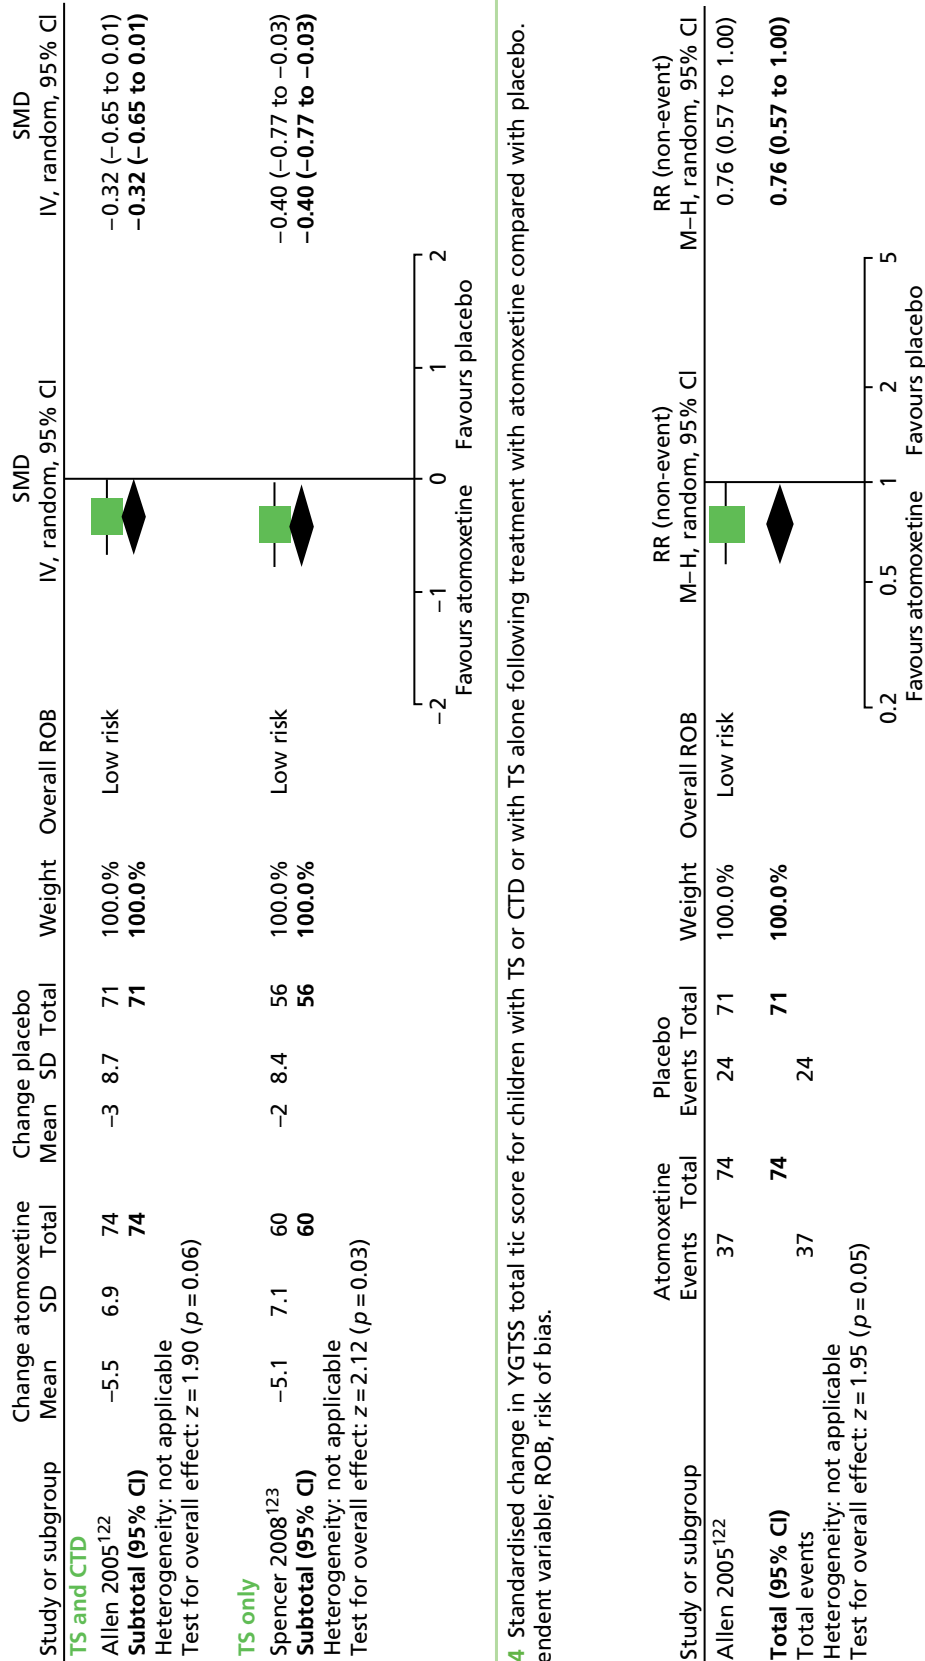 Change atomoxetine Change placebo SMD SMD
Study or subgroup Mean SD Total Mean SD Total Weight Overall ROB IV, random, 95% CI IV, random, 95% CI
TS and CTD
Allen 2005122 −5.5 6.9 74 −3 8.7 71 100.0% Low risk −0.32 (−0.65 to 0.01)
Subtotal (95% CI) 74 71 100.0% −0.32 (−0.65 to 0.01)
Heterogeneity: not applicable
Test for overall effect: z = 1.90 (p = 0.06)
TS only
Spencer 2008123 −5.1 7.1 60 −2 8.4 56 100.0% Low risk −0.40 (−0.77 to −0.03)
Subtotal (95% CI) 60 56 100.0% −0.40 (−0.77 to −0.03)
Heterogeneity: not applicable
Test for overall effect: z = 2.12 (p = 0.03)
−2 −1 0 1 2
Favours atomoxetine Favours placebo
4 Standardised change in YGTSS total tic score for children with TS or CTD or with TS alone following treatment with atomoxetine compared with placebo.
endent variable; ROB, risk of bias.
Atomoxetine Placebo RR (non-event) RR (non-event)
Study or subgroup Events Total Events Total Weight Overall ROB M–H, random, 95% CI M–H, random, 95% CI
Allen 2005122 37 74 24 71 100.0% Low risk 0.76 (0.57 to 1.00)
Total (95% CI) 74 71 100.0% 0.76 (0.57 to 1.00)
Total events 37 24
Heterogeneity: not applicable
Test for overall effect: z = 1.95 (p = 0.05)
0.2 0.5 1 2 5
Favours atomoxetine Favours placebo